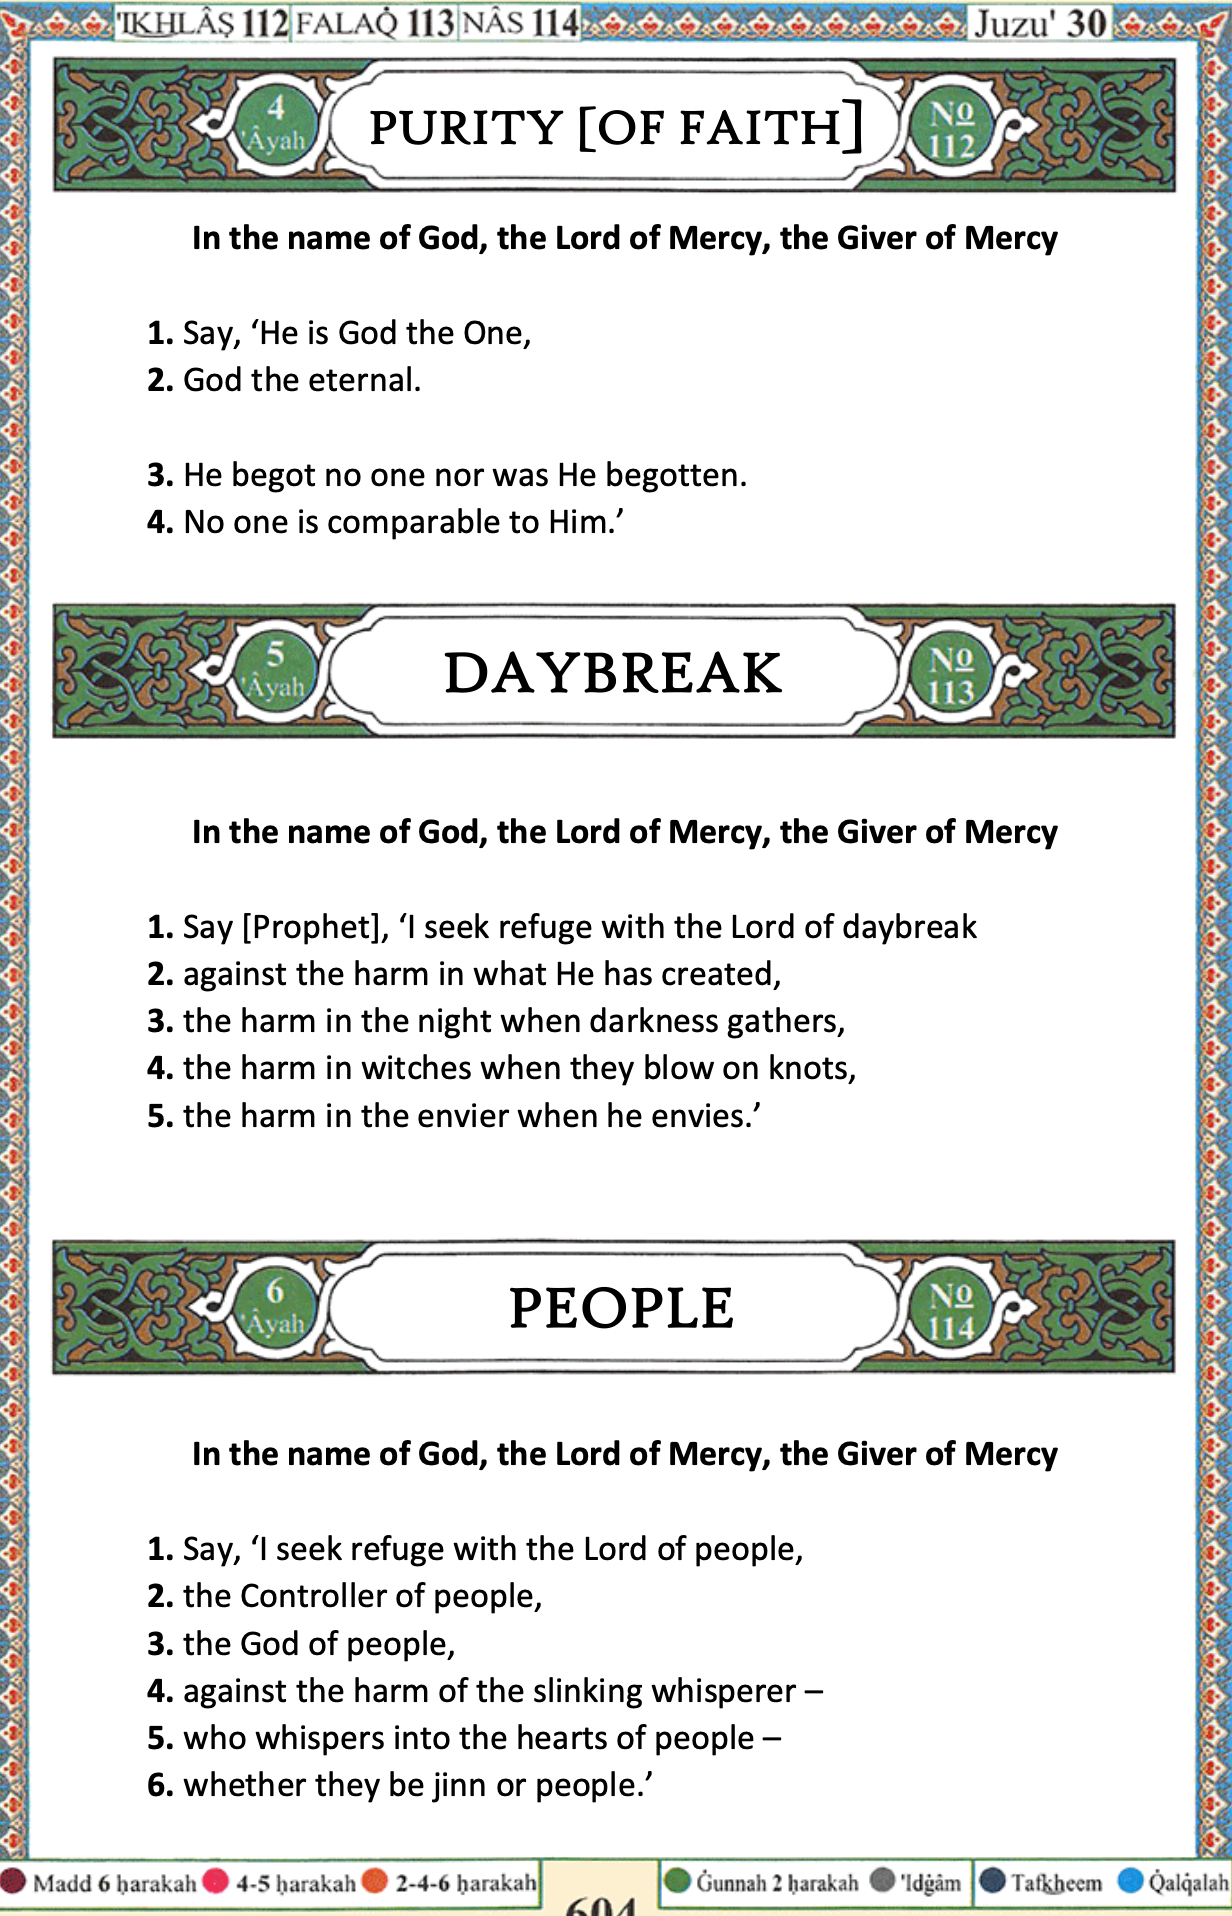 'IKHLÂṢ 112 FALAQ̇ 113 NÂS 114 Juzu' 30
4 'Âyah PURITY [OF FAITH] No 112
In the name of God, the Lord of Mercy, the Giver of Mercy
1. Say, ‘He is God the One,
2. God the eternal.
3. He begot no one nor was He begotten.
4. No one is comparable to Him.’
5 'Âyah DAYBREAK No 113
In the name of God, the Lord of Mercy, the Giver of Mercy
1. Say [Prophet], ‘I seek refuge with the Lord of daybreak
2. against the harm in what He has created,
3. the harm in the night when darkness gathers,
4. the harm in witches when they blow on knots,
5. the harm in the envier when he envies.’
6 'Âyah PEOPLE No 114
In the name of God, the Lord of Mercy, the Giver of Mercy
1. Say, ‘I seek refuge with the Lord of people,
2. the Controller of people,
3. the God of people,
4. against the harm of the slinking whisperer –
5. who whispers into the hearts of people –
6. whether they be jinn or people.’
Madd 6 ḥarakah 4-5 ḥarakah 2-4-6 ḥarakah 604 Ġunnah 2 ḥarakah 'Idġâm Tafkheem Q̇alq̇alah